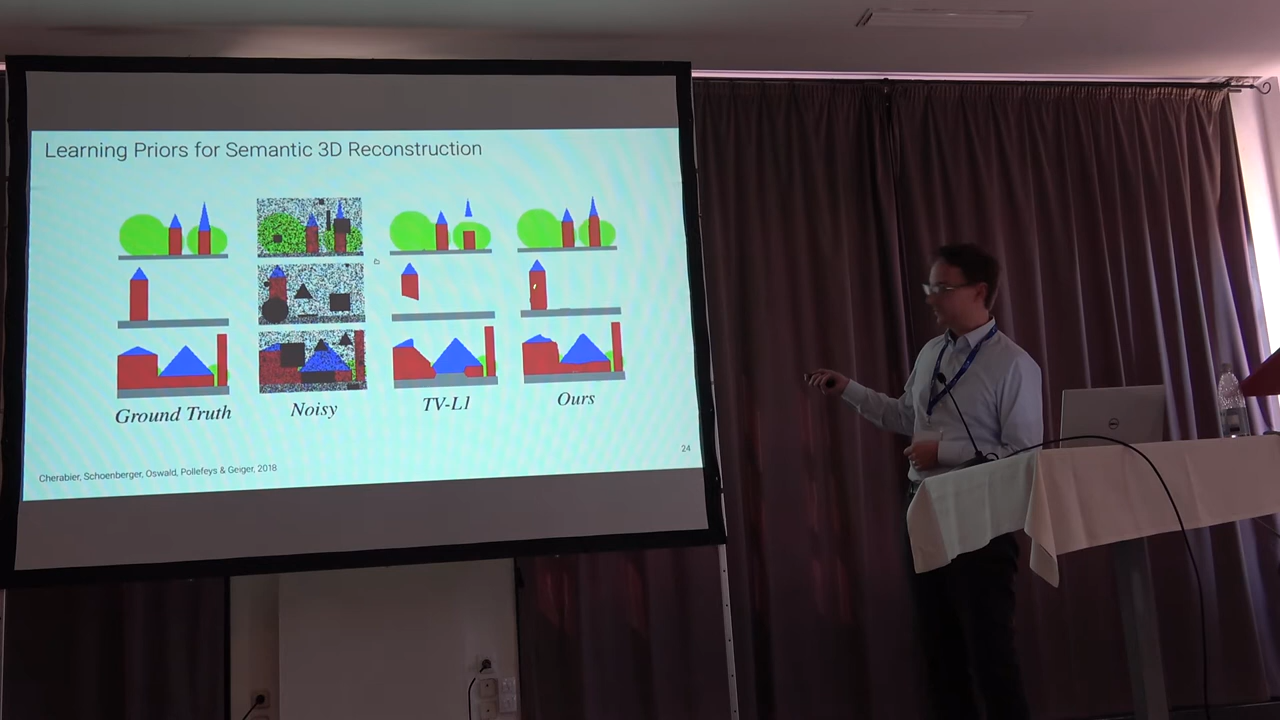 Learning Priors for Semantic 3D Reconstruction
Ground Truth
Noisy
TV-L1
Ours
24
Cherabier, Schoenberger, Oswald, Pollefeys & Geiger, 2018
DELL